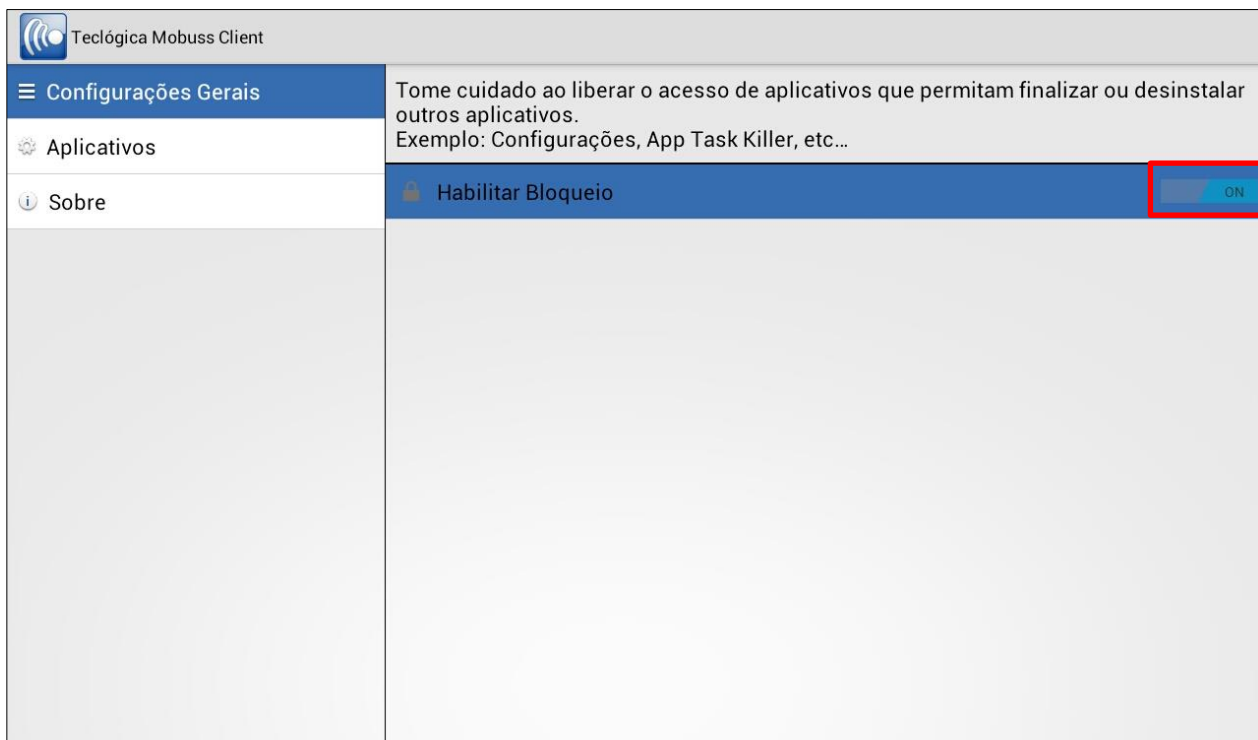 Teclógica Mobuss Client
Configurações Gerais
Aplicativos
Sobre
Tome cuidado ao liberar o acesso de aplicativos que permitam finalizar ou desinstalar
outros aplicativos.
Exemplo: Configurações, App Task Killer, etc...
Habilitar Bloqueio
ON